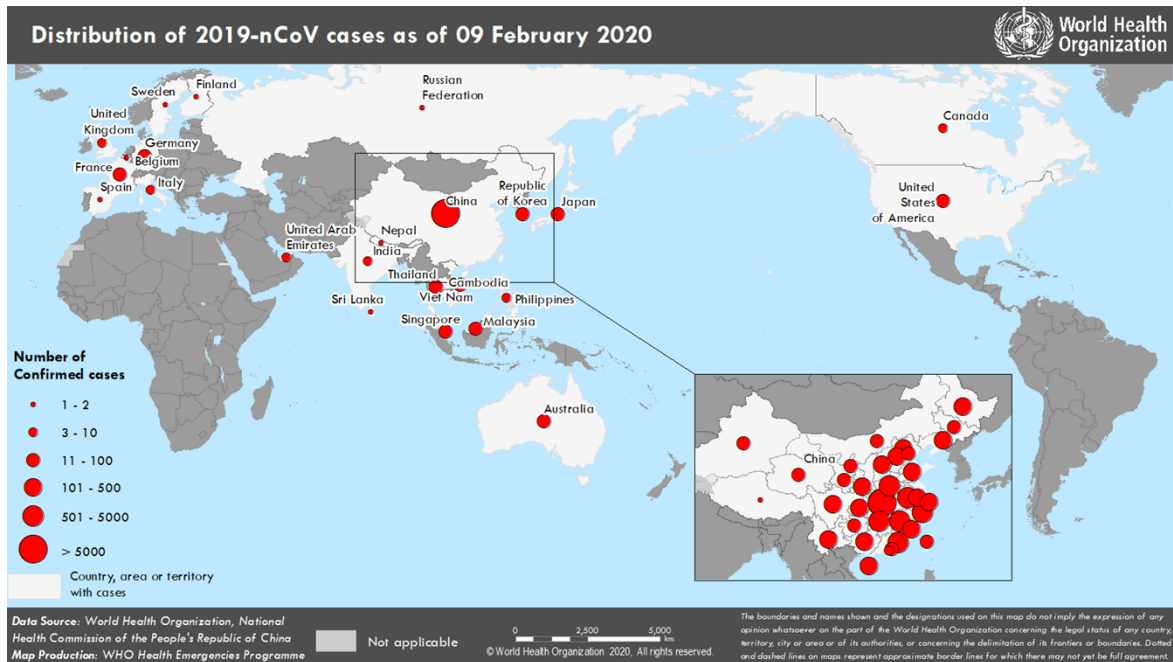 Distribution of 2019-nCoV cases as of 09 February 2020
World Health
Organization
Russian
Federation
Finland
Sweden
United
Kingdom
Germany
Belgium
France
Spain
Italy
Canada
United
States
of America
Republic
of Korea
Japan
China
Nepal
India
United Arab
Emirates
Thailand
Cambodia
Viet Nam
Philippines
Sri Lanka
Singapore
Malaysia
Australia
China
Number of
Confirmed cases
1 - 2
3 - 10
11 - 100
101 - 500
501 - 5000
> 5000
Country, area or territory
with cases
Data Source: World Health Organization, National
Health Commission of the People's Republic of China
Map Production: WHO Health Emergencies Programme
Not applicable
0 2,500 5,000
km
© World Health Organization 2020, All rights reserved.
The boundaries and names shown and the designations used on this map do not imply the expression of any
opinion whatsoever on the part of the World Health Organization concerning the legal status of any country,
territory, city or area or of its authorities, or concerning the delimitation of its frontiers or boundaries. Dotted
and dashed lines on maps represent approximate border lines for which there may not yet be full agreement.